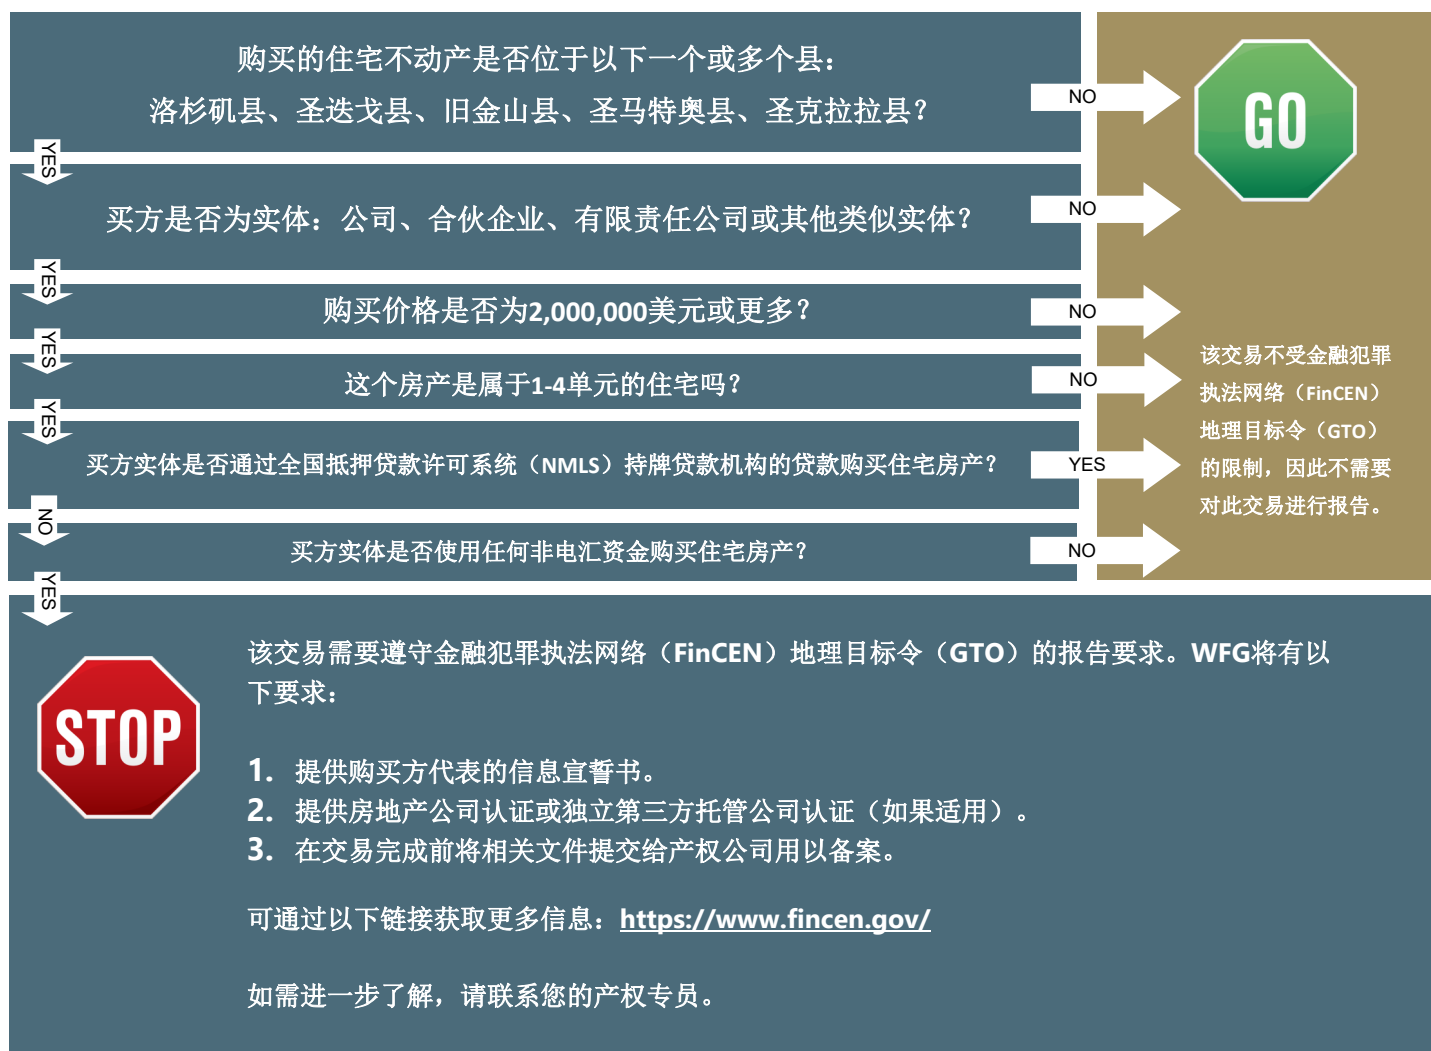 购买的住宅不动产是否位于以下一个或多个县：
洛杉矶县、圣迭戈县、旧金山县、圣马特奥县、圣克拉拉县？
NO
GO
YES
买方是否为实体：公司、合伙企业、有限责任公司或其他类似实体？
NO
YES
购买价格是否为2,000,000美元或更多？
NO
YES
这个房产是属于1-4单元的住宅吗？
NO
YES
买方实体是否通过全国抵押贷款许可系统（NMLS）持牌贷款机构的贷款购买住宅房产？
YES
NO
买方实体是否使用任何非电汇资金购买住宅房产？
NO
YES
该交易不受金融犯罪
执法网络（FinCEN）
地理目标令（GTO）
的限制，因此不需要
对此交易进行报告。
STOP
该交易需要遵守金融犯罪执法网络（FinCEN）地理目标令（GTO）的报告要求。WFG将有以
下要求：
1. 提供购买方代表的信息宣誓书。
2. 提供房地产公司认证或独立第三方托管公司认证（如果适用）。
3. 在交易完成前将相关文件提交给产权公司用以备案。
可通过以下链接获取更多信息：https://www.fincen.gov/
如需进一步了解，请联系您的产权专员。